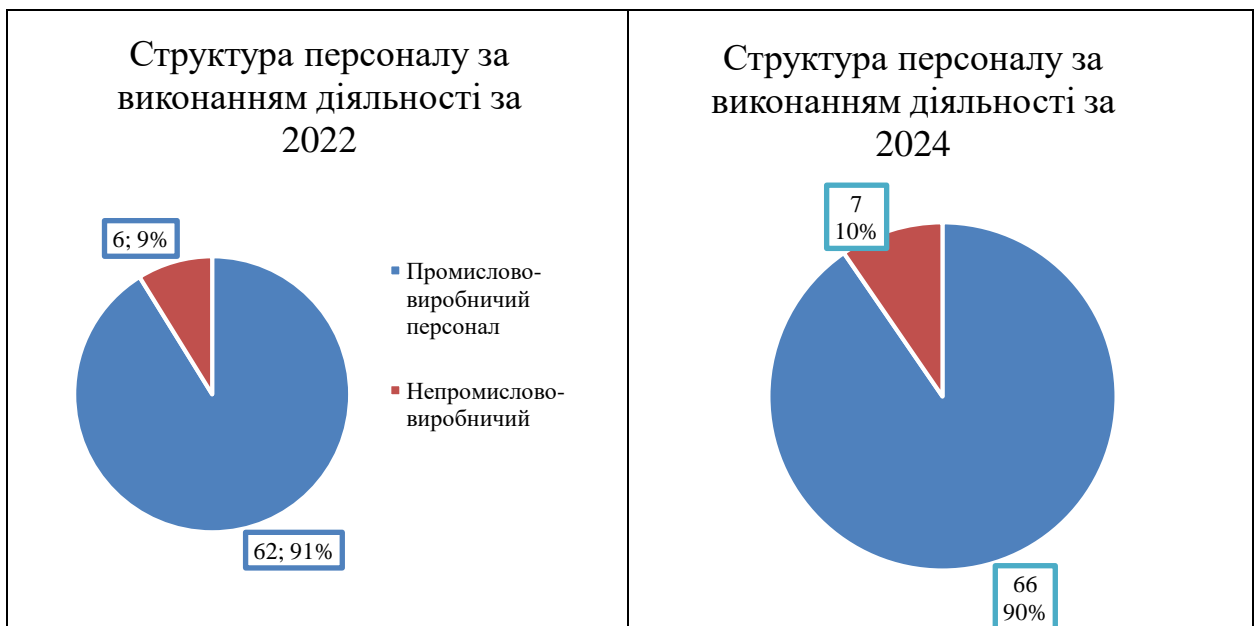 Структура персоналу за
виконанням діяльності за
2022
6; 9%
Промислово-
виробничий
персонал
Непромислово-
виробничий
62; 91%
Структура персоналу за
виконанням діяльності за
2024
7
10%
66
90%